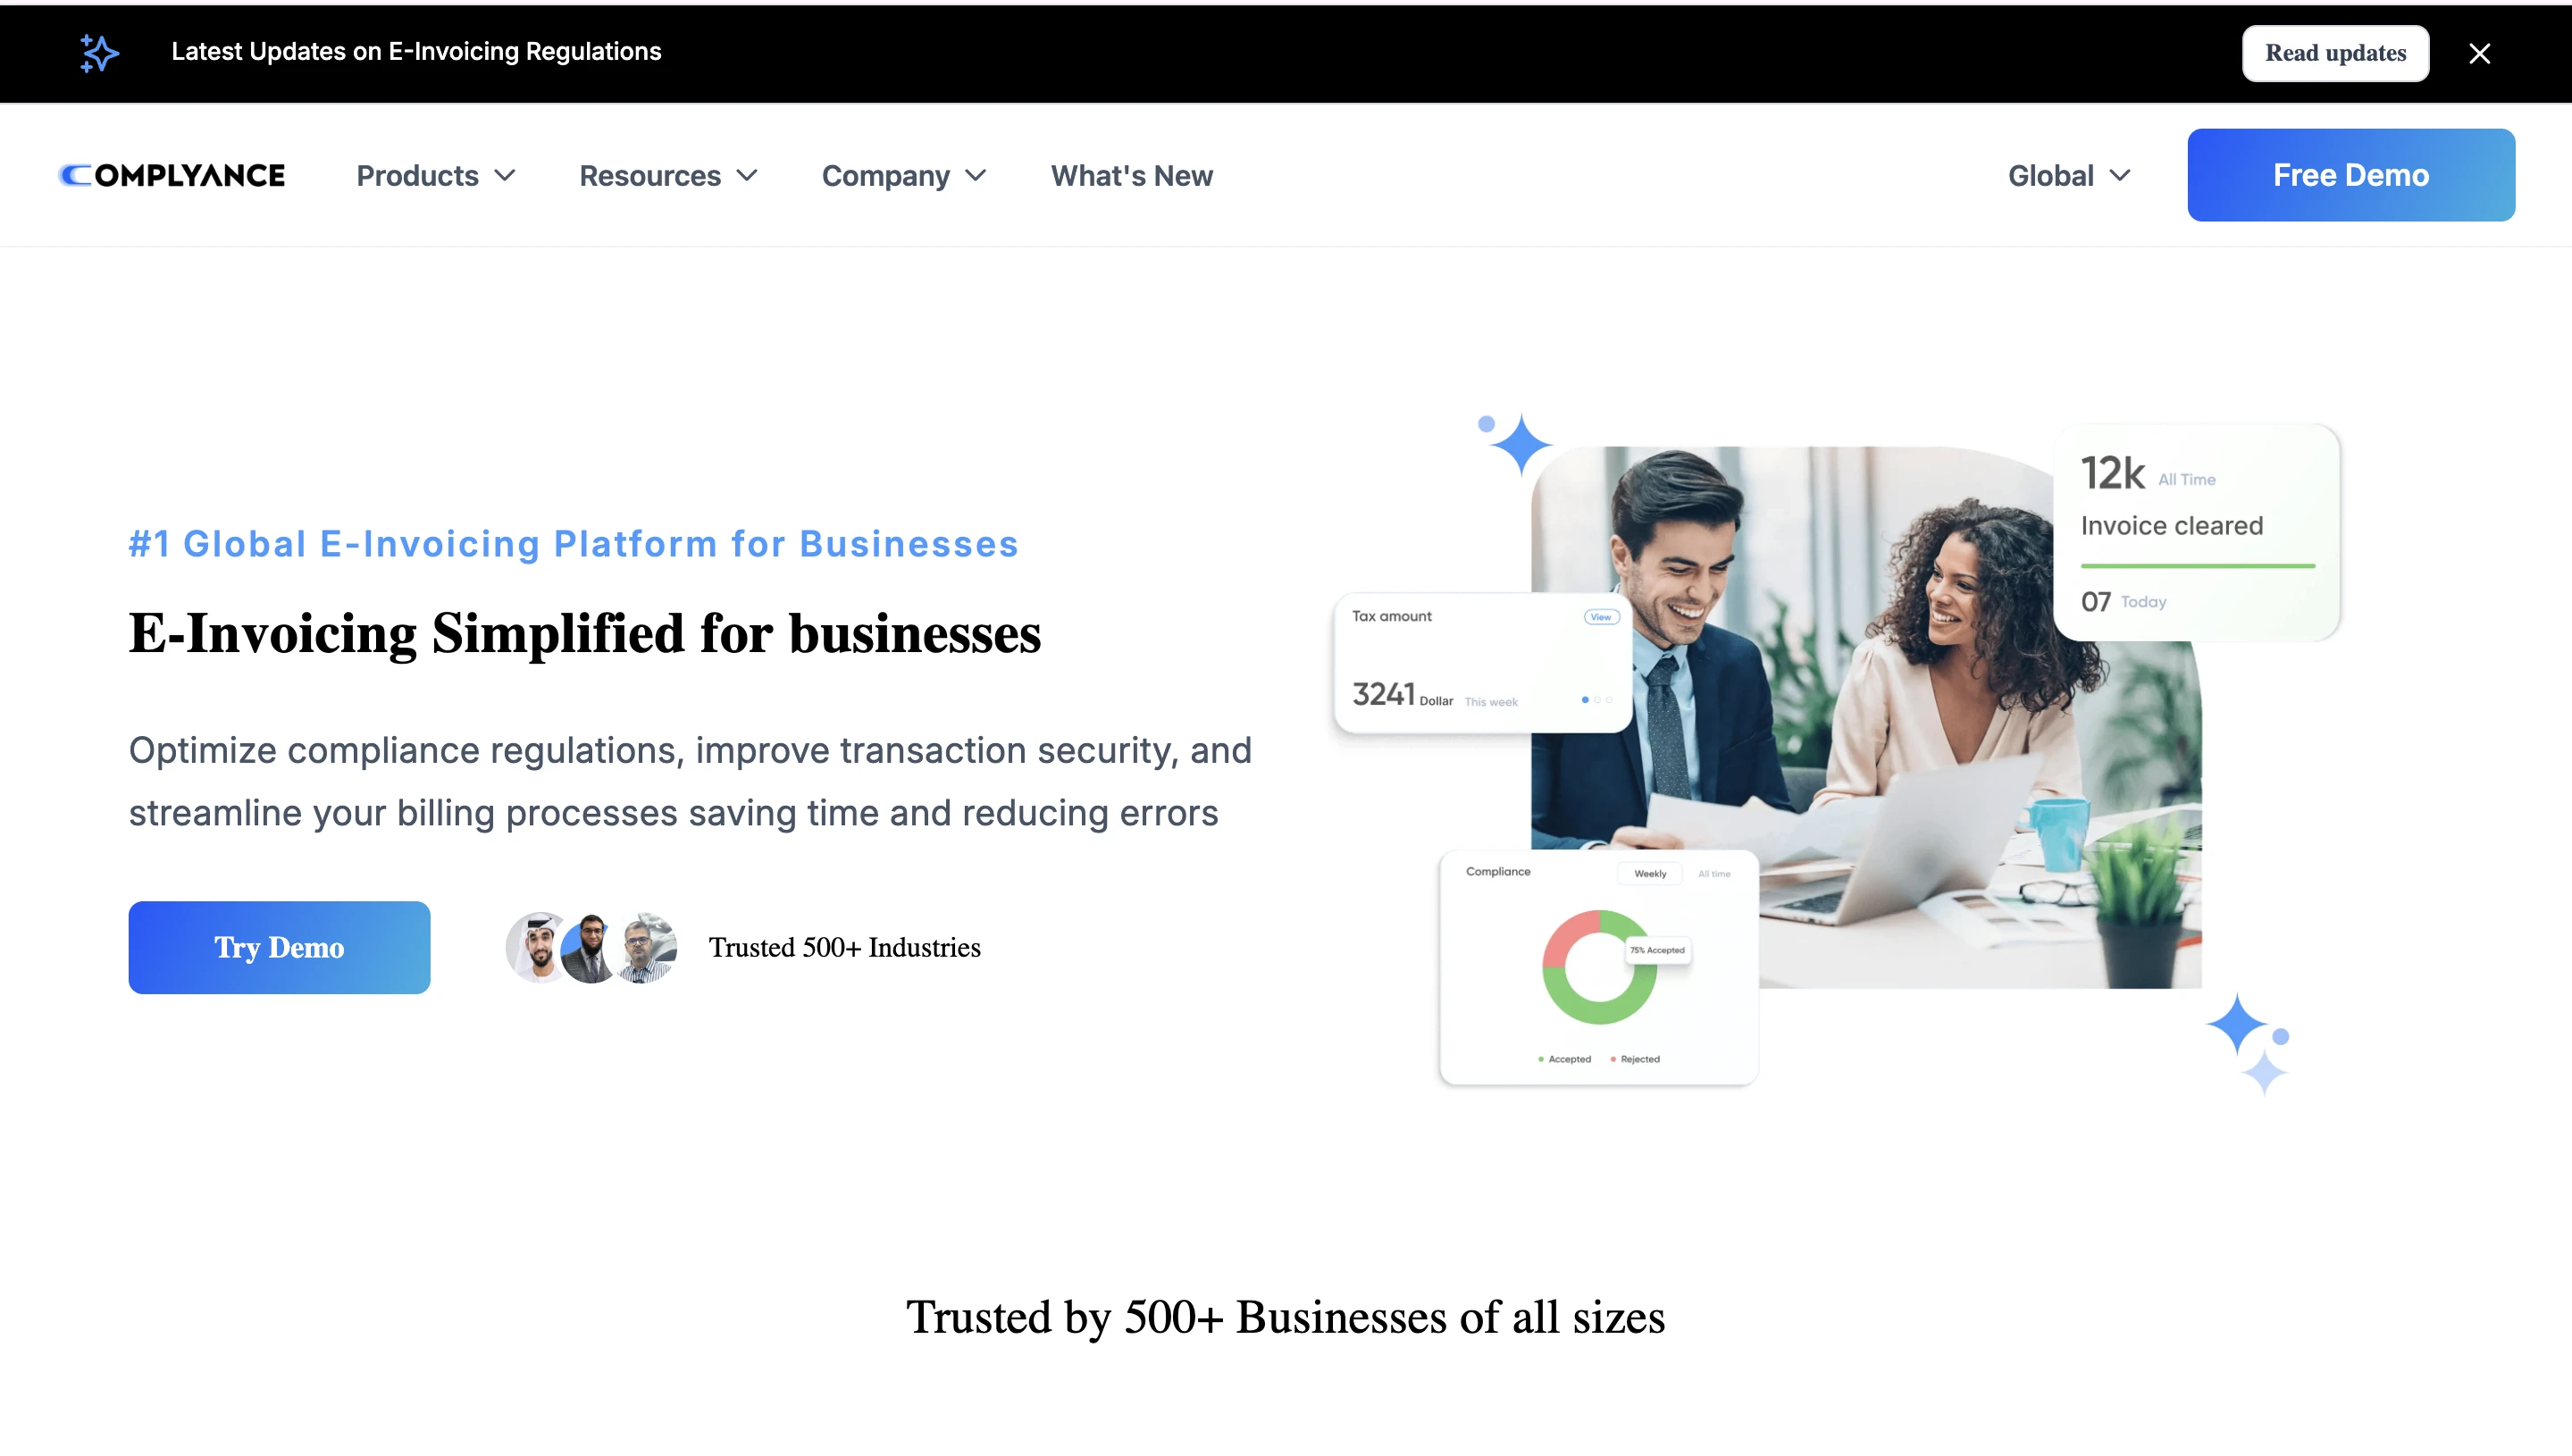 Latest Updates on E-Invoicing Regulations
Read updates
COMPLYANCE
Products
Resources
Company
What's New
Global
Free Demo
#1 Global E-Invoicing Platform for Businesses
E-Invoicing Simplified for businesses
Optimize compliance regulations, improve transaction security, and
streamline your billing processes saving time and reducing errors
Try Demo
Trusted 500+ Industries
12k All Time
Invoice cleared
07 Today
Tax amount
View
3241 Dollar This week
Compliance
Weekly
All time
75% Accepted
Accepted
Rejected
Trusted by 500+ Businesses of all sizes